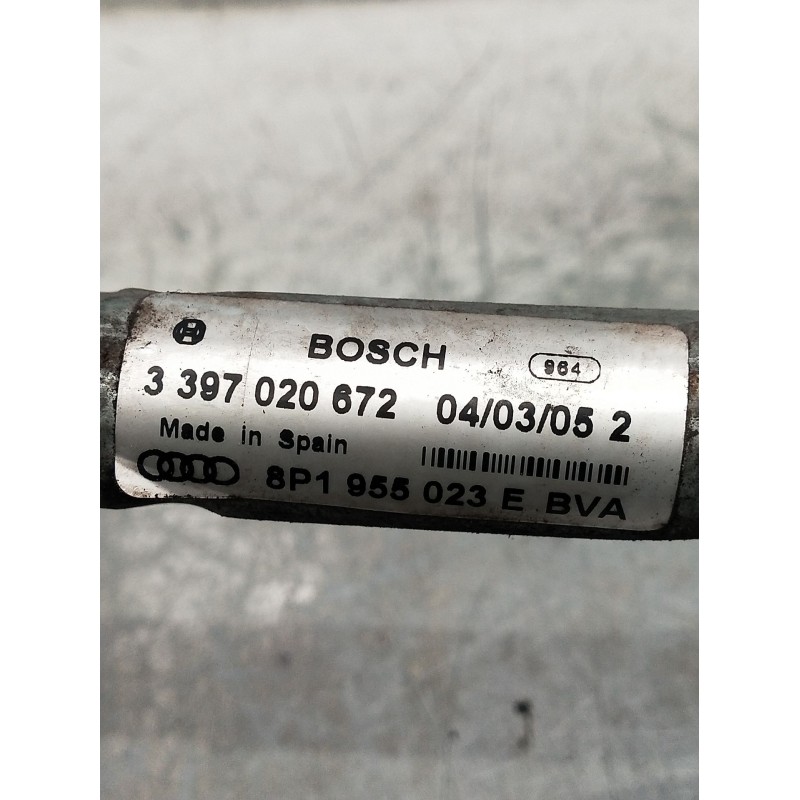 BOSCH 964
3 397 020 672 04/03/05 2
Made in Spain
8P1 955 023 E BVA